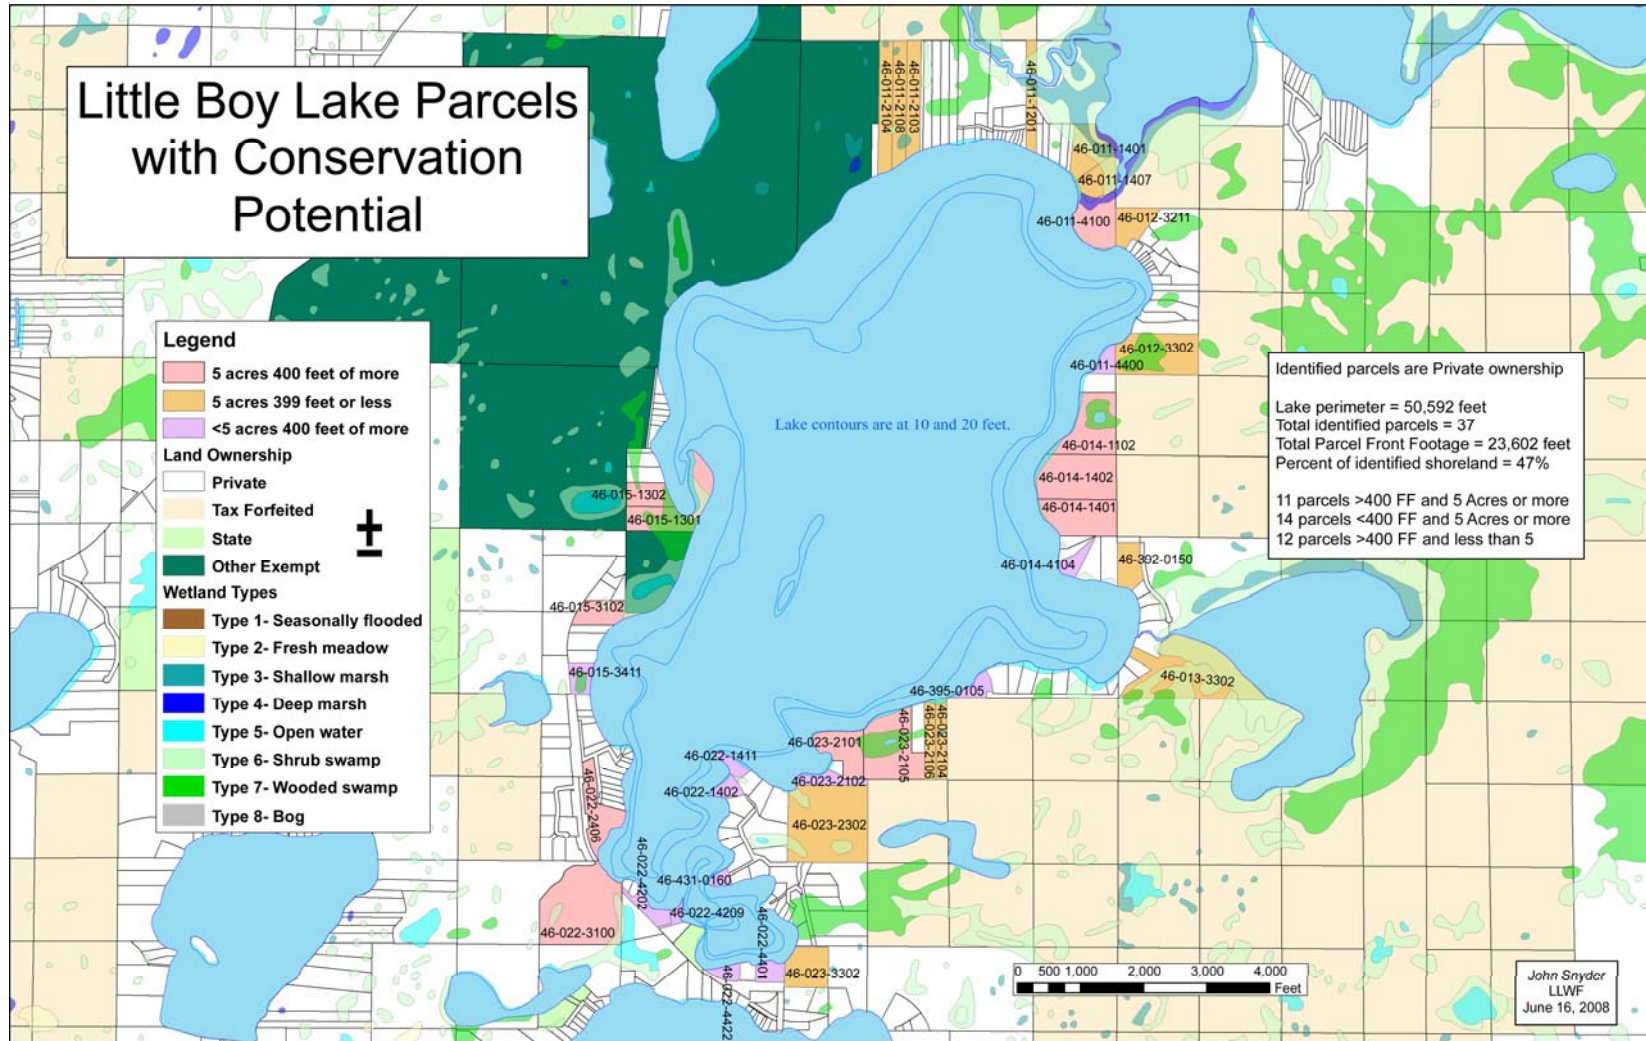 Little Boy Lake Parcels
with Conservation
Potential
Legend
5 acres 400 feet of more
5 acres 399 feet or less
<5 acres 400 feet of more
Land Ownership
Private
Tax Forfeited
State
Other Exempt
Wetland Types
Type 1- Seasonally flooded
Type 2- Fresh meadow
Type 3- Shallow marsh
Type 4- Deep marsh
Type 5- Open water
Type 6- Shrub swamp
Type 7- Wooded swamp
Type 8- Bog
46-011-2104
46-011-2108
46-011-2103
46-011-1201
46-011-1401
46-011-1407
46-011-4100
46-012-3211
46-012-3302
46-011-4400
Lake contours are at 10 and 20 feet.
46-014-1102
46-014-1402
46-014-1401
46-015-1302
46-015-1301
46-014-4104
46-392-0150
46-015-3102
46-015-3411
46-013-3302
46-395-0105
46-023-2101
46-023-2105
46-023-2106
46-023-2104
46-022-1411
46-023-2102
46-022-1402
46-022-2406
46-023-2302
46-022-4202
46-431-0160
46-022-4209
46-022-4401
46-022-3100
46-023-3302
46-022-4422
Identified parcels are Private ownership
Lake perimeter = 50,592 feet
Total identified parcels = 37
Total Parcel Front Footage = 23,602 feet
Percent of identified shoreland = 47%
11 parcels >400 FF and 5 Acres or more
14 parcels <400 FF and 5 Acres or more
12 parcels >400 FF and less than 5
0 500 1,000 2,000 3,000 4,000
Feet
John Snyder
LLWF
June 16, 2008